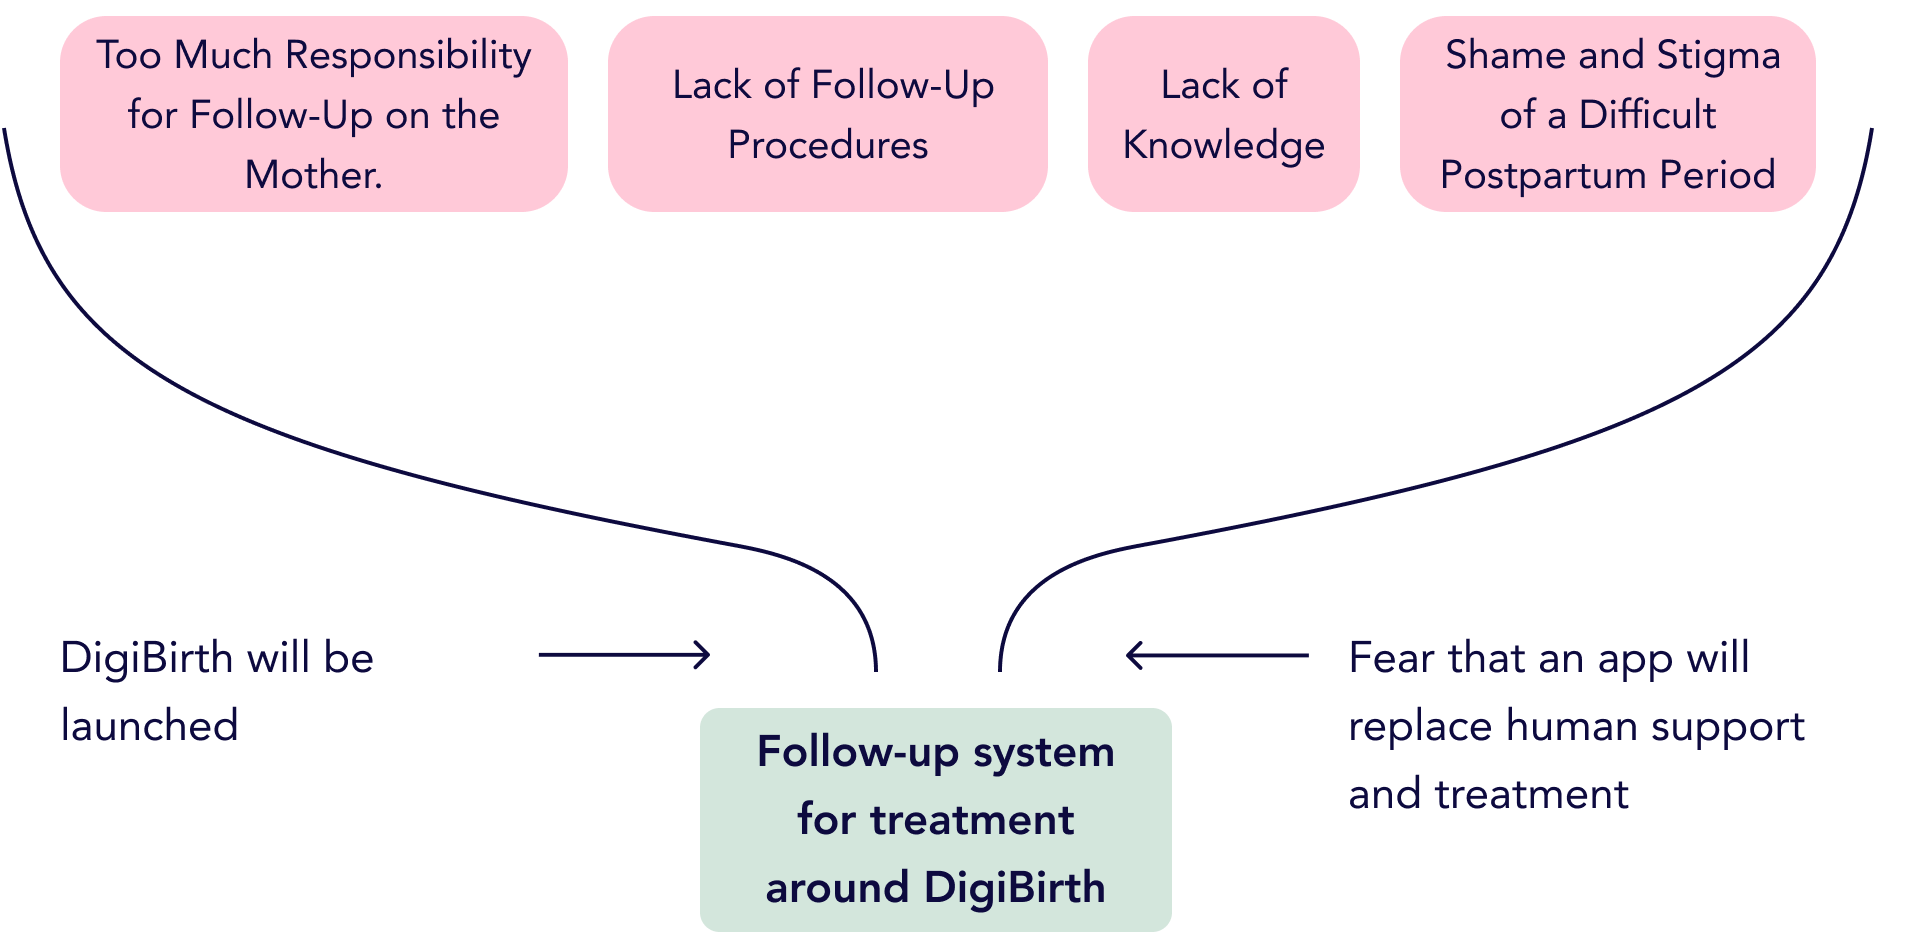 Too Much Responsibility
for Follow-Up on the
Mother.
Lack of Follow-Up
Procedures
Lack of
Knowledge
Shame and Stigma
of a Difficult
Postpartum Period
DigiBirth will be
launched
Fear that an app will
replace human support
and treatment
Follow-up system
for treatment
around DigiBirth